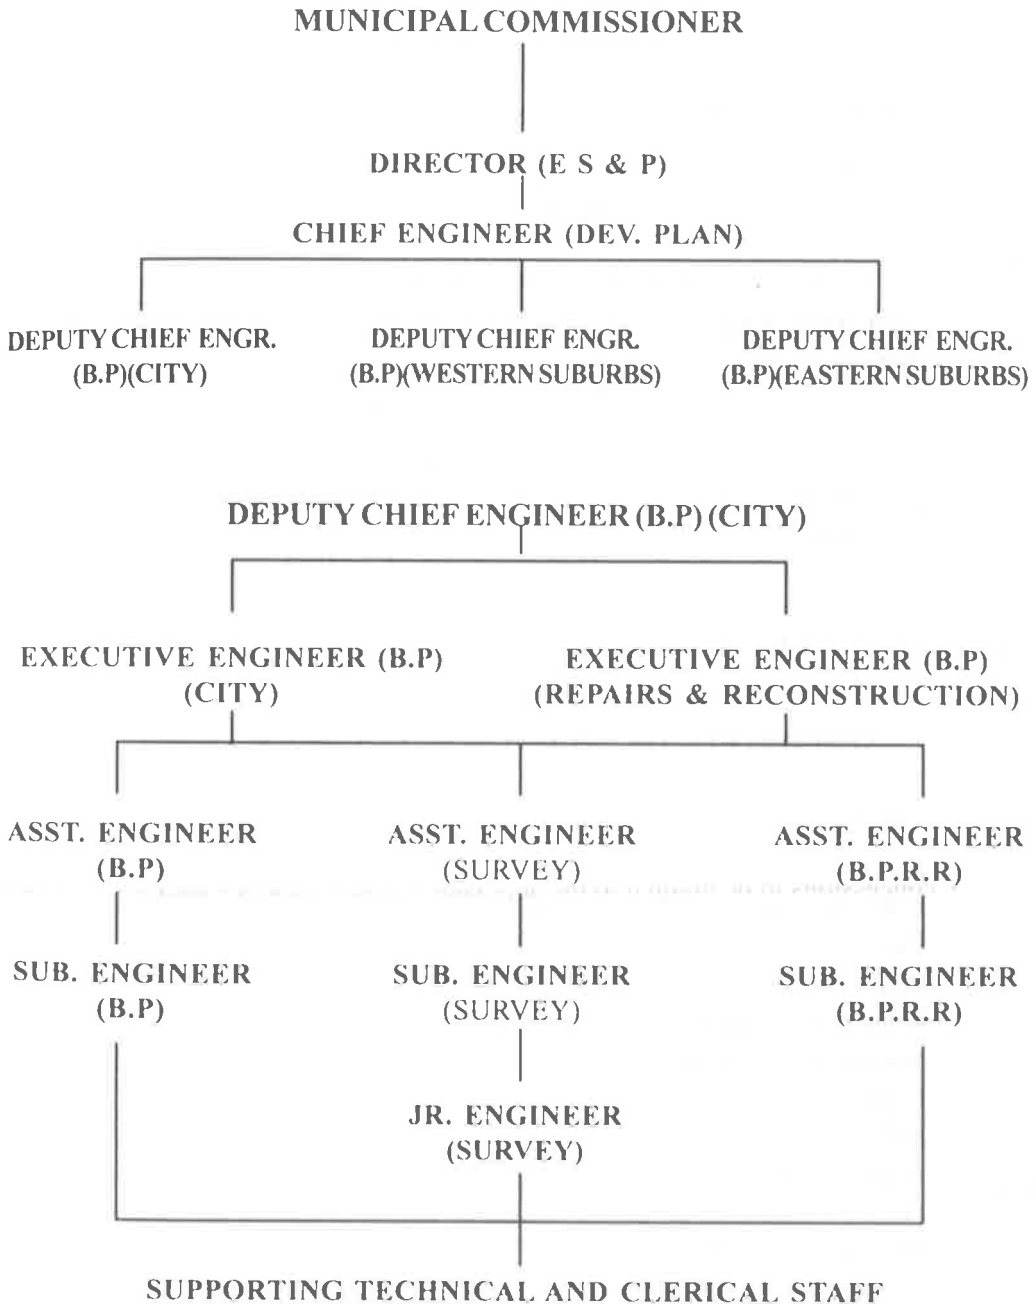 MUNICIPAL COMMISSIONER
DIRECTOR (E S & P)
CHIEF ENGINEER (DEV. PLAN)
DEPUTY CHIEF ENGR. DEPUTY CHIEF ENGR. DEPUTY CHIEF ENGR.
(B.P)(CITY) (B.P)(WESTERN SUBURBS) (B.P)(EASTERN SUBURBS)
DEPUTY CHIEF ENGINEER (B.P) (CITY)
EXECUTIVE ENGINEER (B.P) EXECUTIVE ENGINEER (B.P)
(CITY) (REPAIRS & RECONSTRUCTION)
ASST. ENGINEER ASST. ENGINEER ASST. ENGINEER
(B.P) (SURVEY) (B.P.R.R)
SUB. ENGINEER SUB. ENGINEER SUB. ENGINEER
(B.P) (SURVEY) (B.P.R.R)
JR. ENGINEER
(SURVEY)
SUPPORTING TECHNICAL AND CLERICAL STAFF